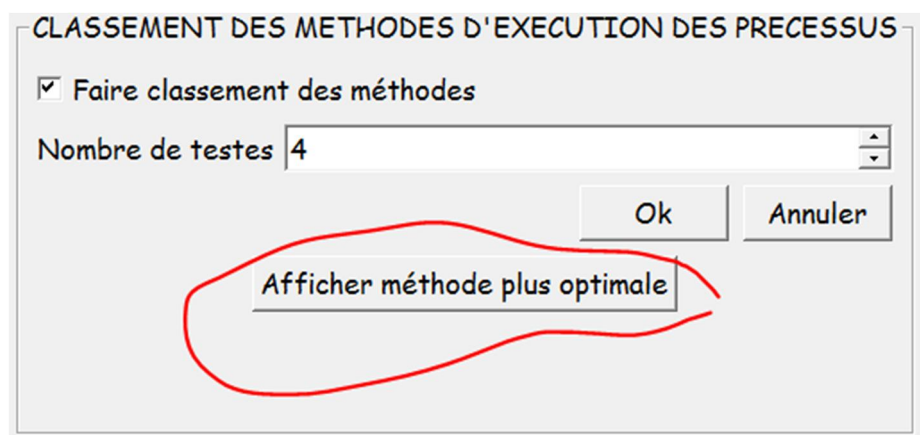 CLASSEMENT DES METHODES D'EXECUTION DES PRECESSUS
Faire classement des méthodes
Nombre de testes 4
Ok Annuler
Afficher méthode plus optimale